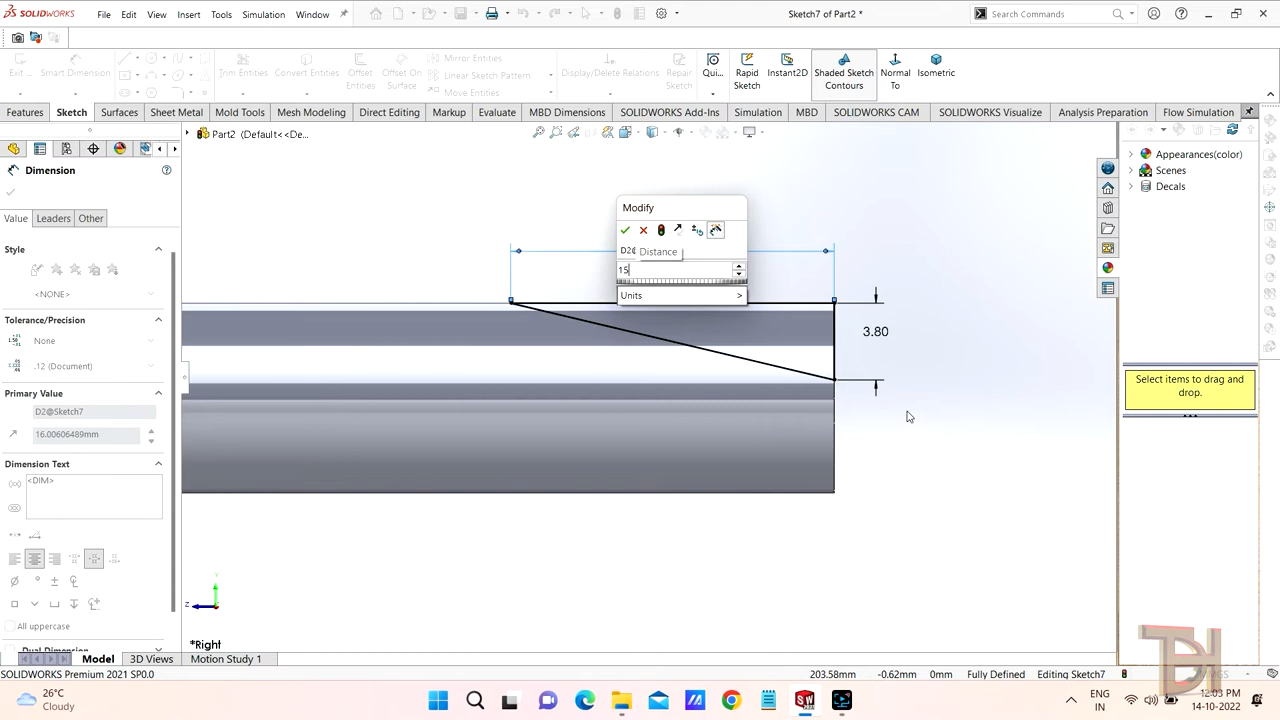 SOLIDWORKS
File Edit View Insert Tools Simulation Window
Sketch7 of Part2 *
Search Commands
Exit ... Smart Dimension
Trim Entities Convert Entities Offset Entities Offset On Surface
Mirror Entities
Linear Sketch Pattern
Move Entities
Display/Delete Relations Repair Sketch
Qui... Rapid Sketch Instant2D Shaded Sketch Contours Normal To Isometric
Features Sketch Surfaces Sheet Metal Mold Tools Mesh Modeling Direct Editing Markup Evaluate MBD Dimensions SOLIDWORKS Add-Ins Simulation MBD SOLIDWORKS CAM SOLIDWORKS Visualize Analysis Preparation Flow Simulation
Part2 (Default<<De...
Dimension
Value Leaders Other
Style
<NONE>
Tolerance/Precision
None
.12 (Document)
Primary Value
D2@Sketch7
16.00606489mm
Dimension Text
<DIM>
All uppercase
Dual Dimension
Modify
D2@
Distance
15
Units >
3.80
Appearances(color)
Scenes
Decals
Select items to drag and drop.
Z
Y
*Right
Model 3D Views Motion Study 1
SOLIDWORKS Premium 2021 SP0.0
203.58mm -0.62mm 0mm Fully Defined Editing Sketch7 MMGS
26°C
Cloudy
ENG
IN
12:03 PM
14-10-2022